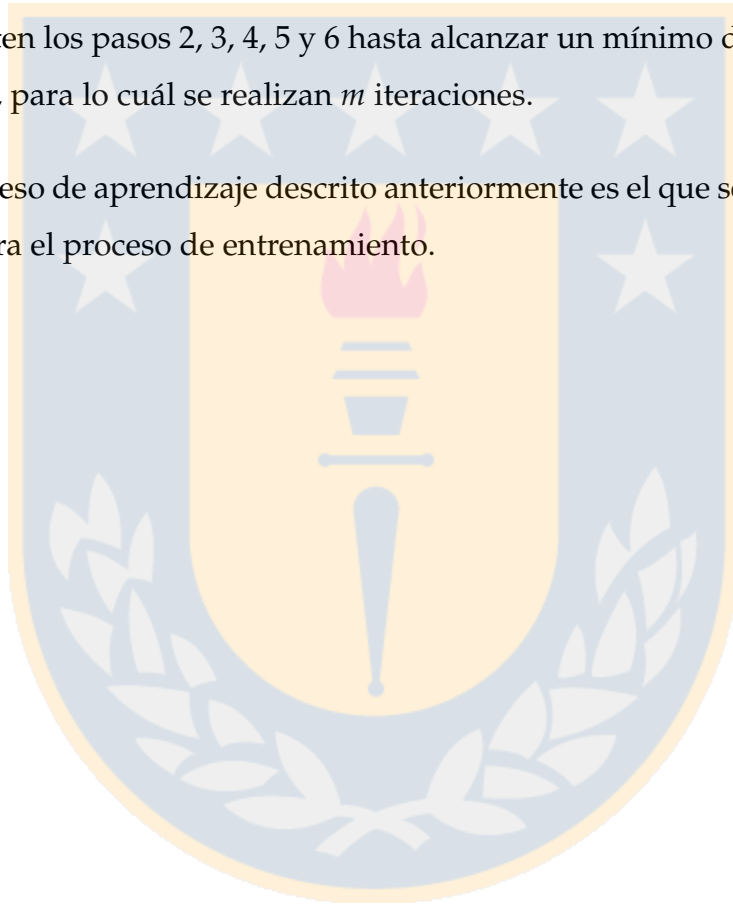 ten los pasos 2, 3, 4, 5 y 6 hasta alcanzar un mínimo d
, para lo cuál se realizan m iteraciones.
eso de aprendizaje descrito anteriormente es el que s
ra el proceso de entrenamiento.